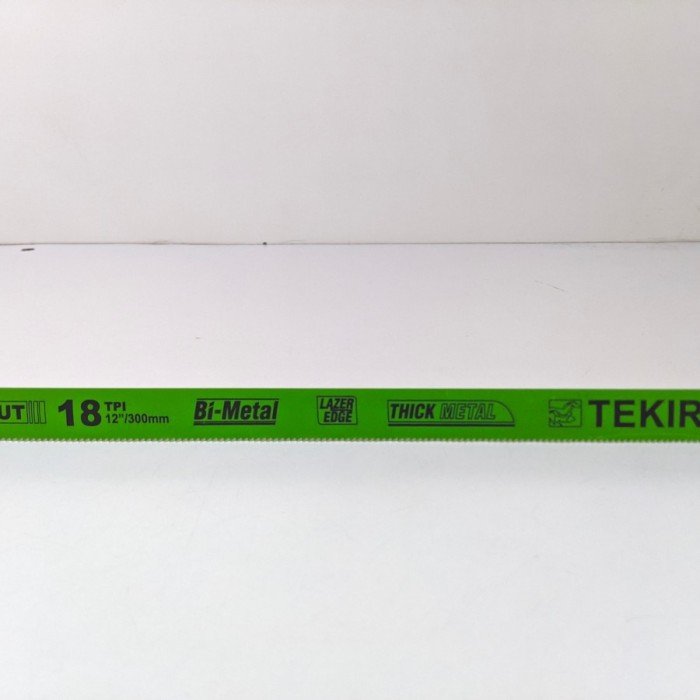 UT
18 TPI
12"/300mm
Bi-Metal
LAZER
EDGE
THICK METAL
TEKIR